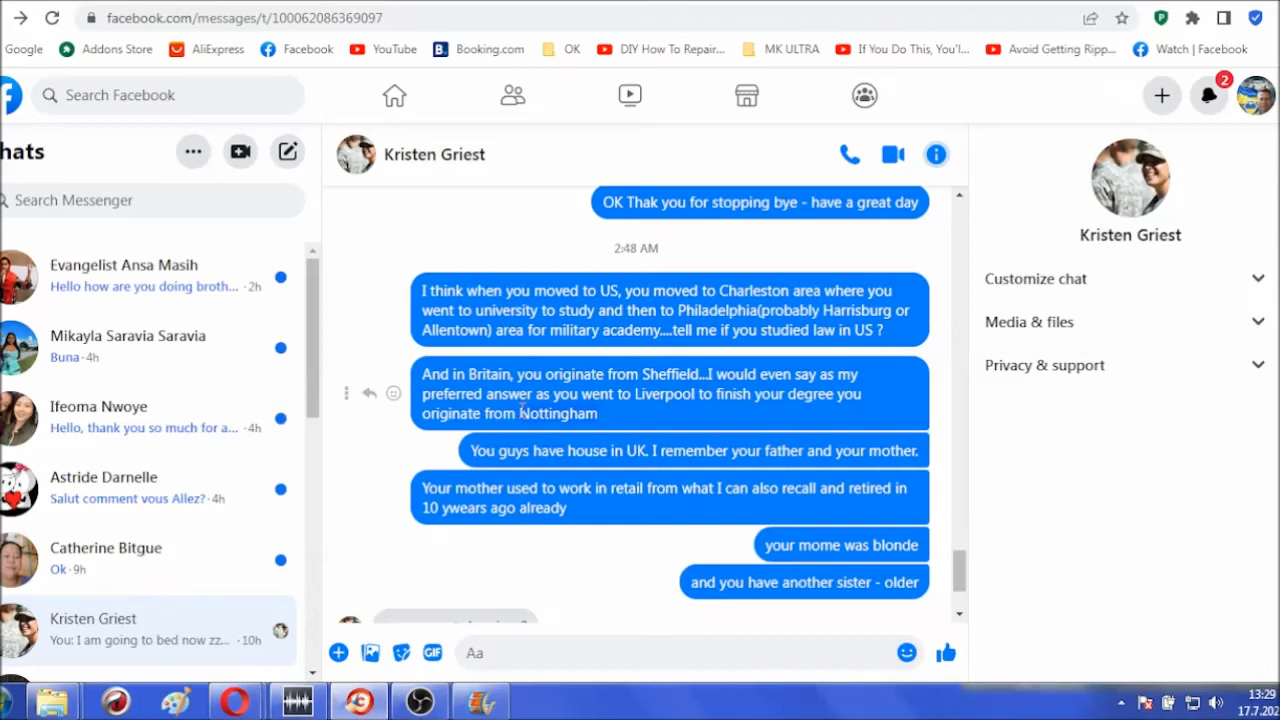 facebook.com/messages/t/100062086369097
Google Addons Store AliExpress Facebook YouTube Booking.com OK DIY How To Repair... MK ULTRA If You Do This, You'l... Avoid Getting Ripp... Watch | Facebook
Search Facebook
2
hats
Search Messenger
Evangelist Ansa Masih
Hello how are you doing broth... · 2h
Mikayla Saravia Saravia
Buna · 4h
Ifeoma Nwoye
Hello, thank you so much for a... · 4h
Astride Darnelle
Salut comment vous Allez? · 4h
Catherine Bitgue
Ok · 9h
Kristen Griest
You: I am going to bed now zz... · 10h
Kristen Griest
OK Thak you for stopping bye - have a great day
2:48 AM
I think when you moved to US, you moved to Charleston area where you
went to university to study and then to Philadelphia(probably Harrisburg or
Allentown) area for military academy....tell me if you studied law in US ?
And in Britain, you originate from Sheffield...I would even say as my
preferred answer as you went to Liverpool to finish your degree you
originate from Nottingham
You guys have house in UK. I remember your father and your mother.
Your mother used to work in retail from what I can also recall and retired in
10 ywears ago already
your mome was blonde
and you have another sister - older
GIF
Aa
Kristen Griest
Customize chat
Media & files
Privacy & support
13:29
17.7.202